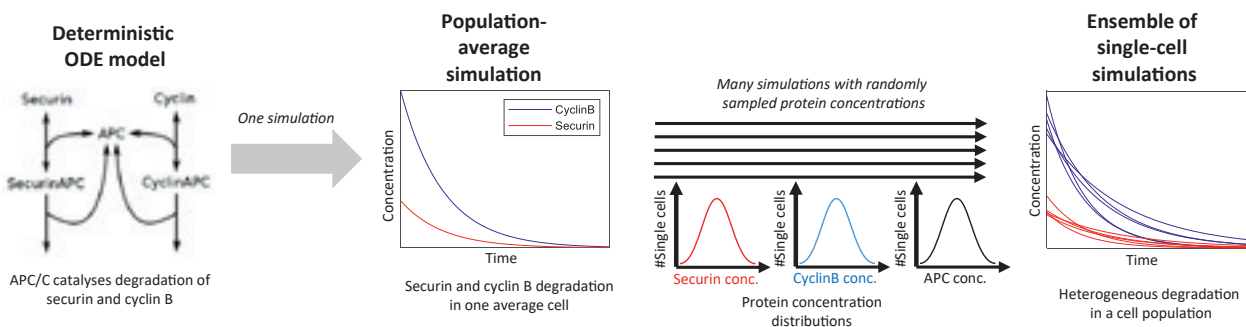 Deterministic
ODE model
Securin
Cyclin
APC
SecurinAPC
CyclinAPC
APC/C catalyses degradation of
securin and cyclin B
One simulation
Population-
average
simulation
CyclinB
Securin
Concentration
Time
Securin and cyclin B degradation
in one average cell
Many simulations with randomly
sampled protein concentrations
#Single cells
Securin conc.
#Single cells
CyclinB conc.
#Single cells
APC conc.
Protein concentration
distributions
Ensemble of
single-cell
simulations
Concentration
Time
Heterogeneous degradation
in a cell population